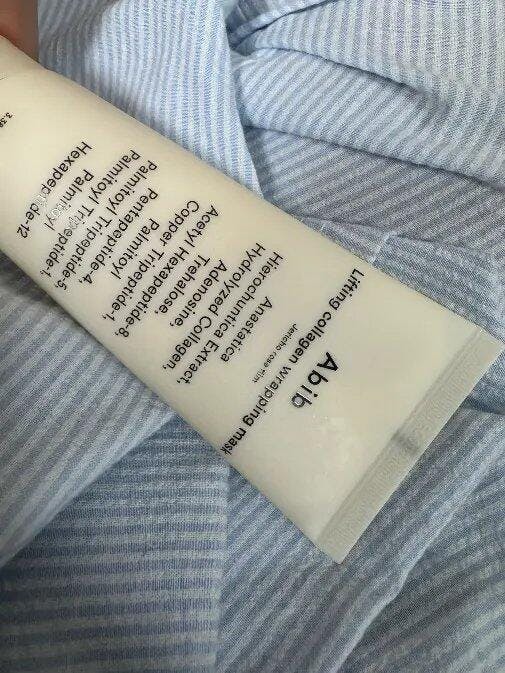 Abib
Lifting collagen wrapping mask
Jericho rose film
Anastatica
Hierochuntica Extract,
Hydrolyzed Collagen,
Adenosine,
Trehalose,
Acetyl Hexapeptide-8,
Copper Tripeptide-1,
Palmitoyl
Pentapeptide-4,
Palmitoyl Tripeptide-1,
Palmitoyl Tripeptide-5,
Palmitoyl
Hexapeptide-12